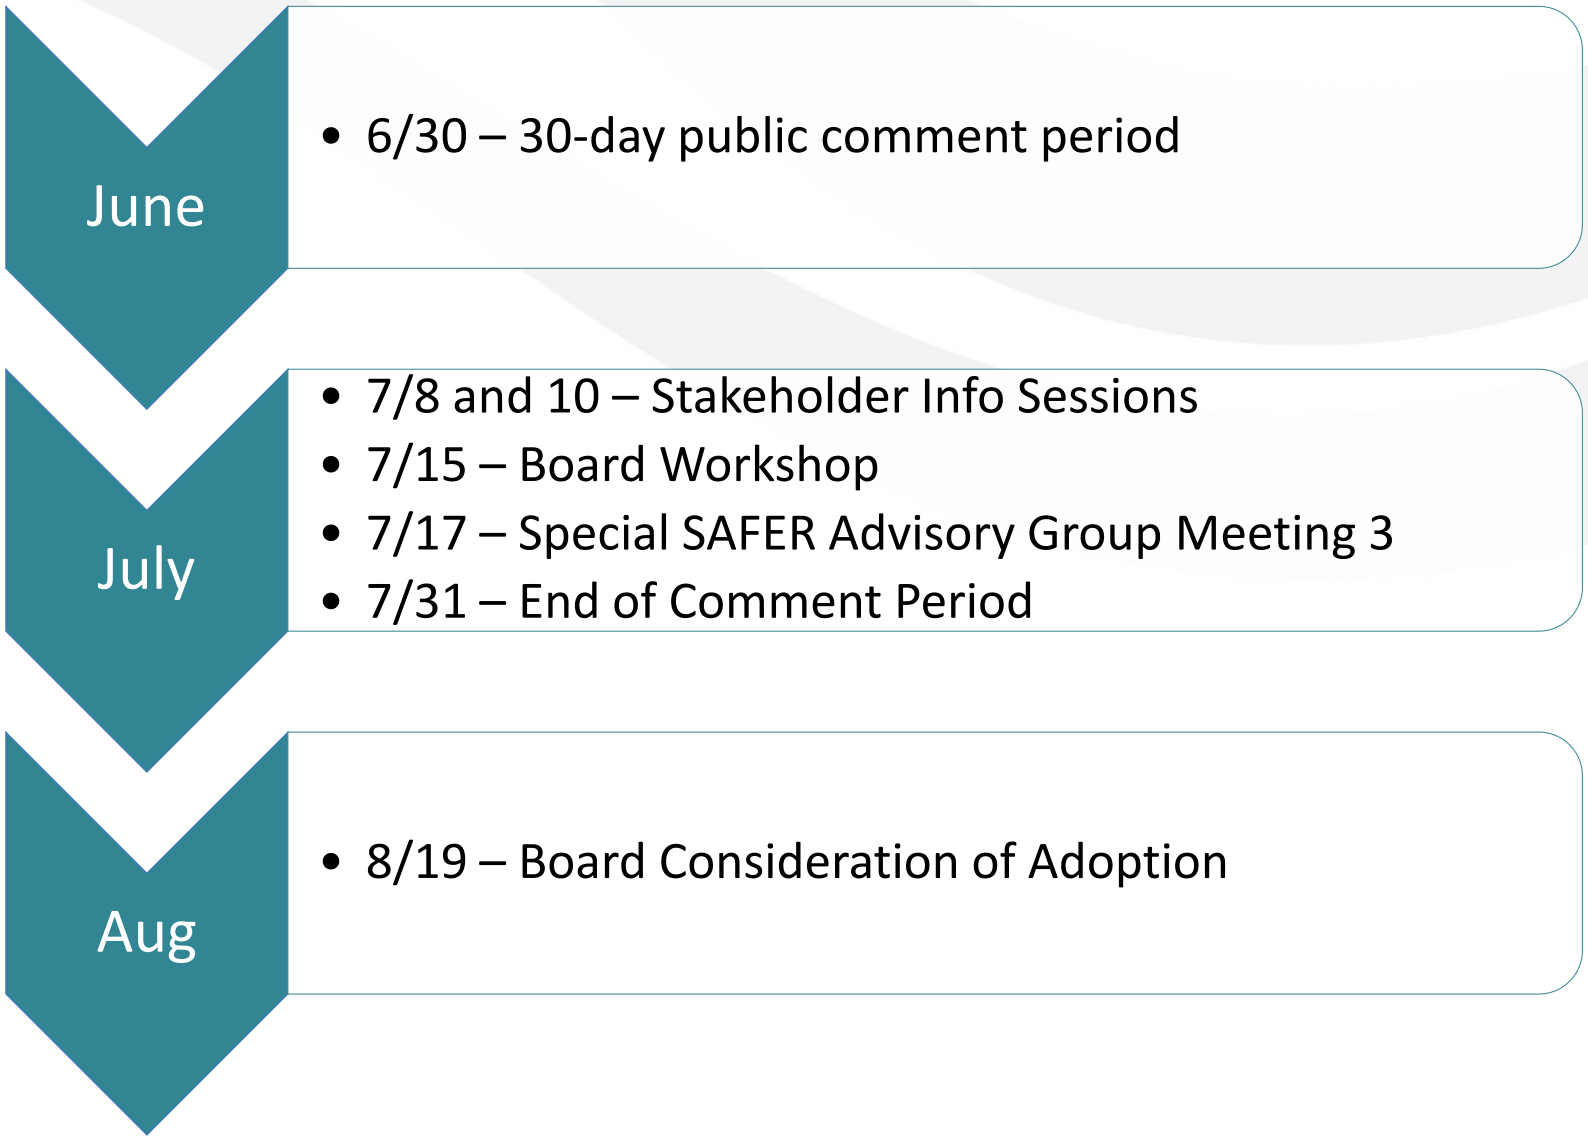 June
• 6/30 – 30-day public comment period
July
• 7/8 and 10 – Stakeholder Info Sessions
• 7/15 – Board Workshop
• 7/17 – Special SAFER Advisory Group Meeting 3
• 7/31 – End of Comment Period
Aug
• 8/19 – Board Consideration of Adoption